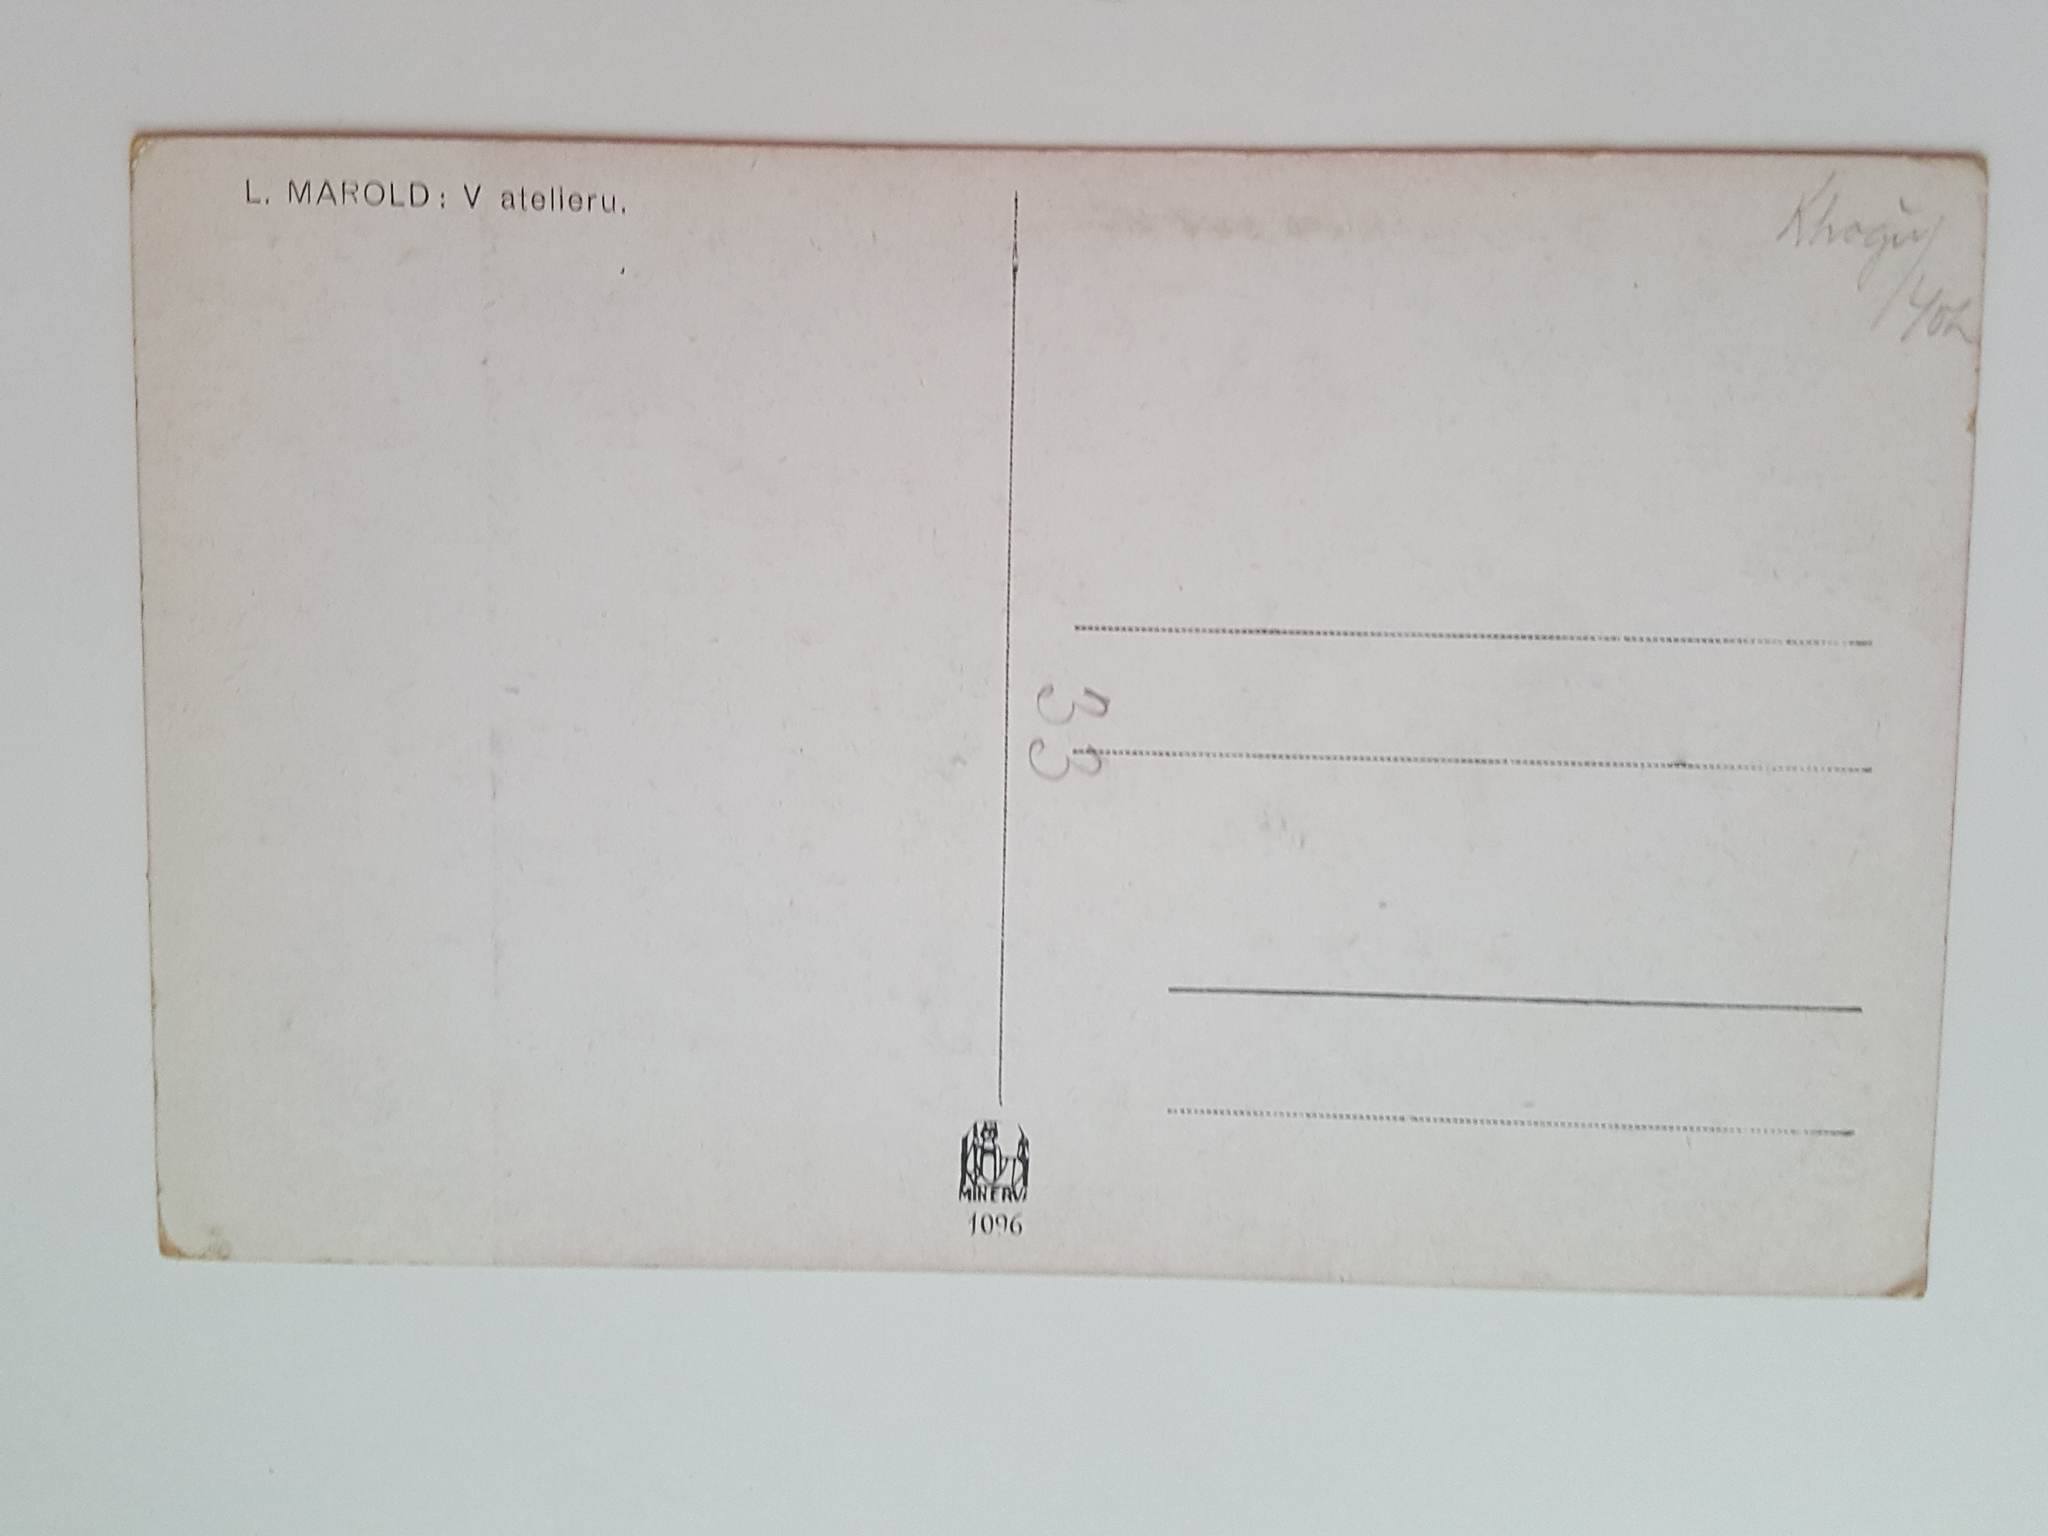 L. MAROLD: V atelieru.
33
MINERVA
1096